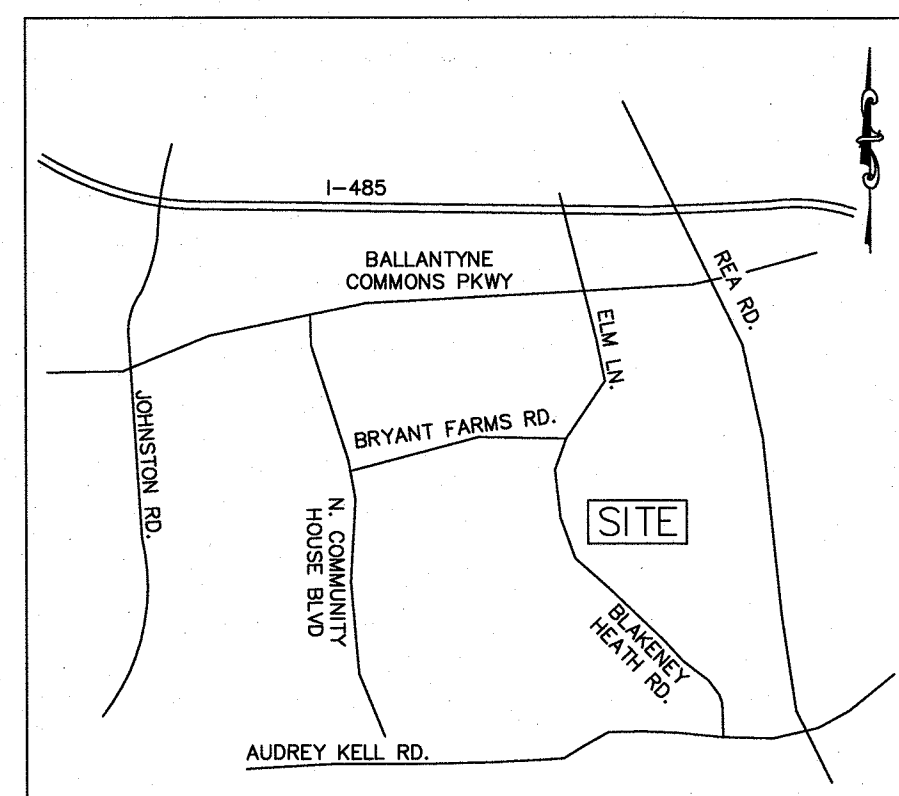 I-485
BALLANTYNE
COMMONS PKWY
REA RD.
ELM LN.
JOHNSTON RD.
BRYANT FARMS RD.
N. COMMUNITY
HOUSE BLVD
SITE
BLAKENEY
HEATH RD.
AUDREY KELL RD.